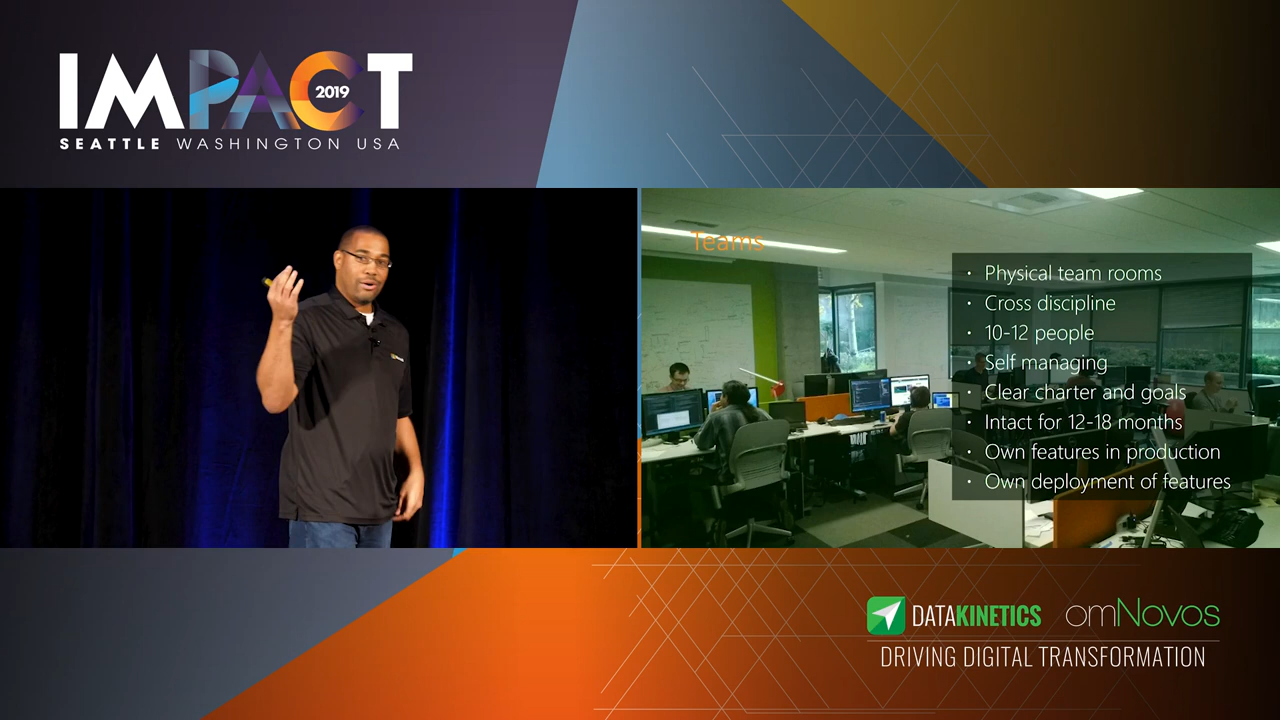 IMPACT
2019
SEATTLE WASHINGTON USA
Teams
• Physical team rooms
• Cross discipline
• 10-12 people
• Self managing
• Clear charter and goals
• Intact for 12-18 months
• Own features in production
• Own deployment of features
DATAKINETICS omNovos
DRIVING DIGITAL TRANSFORMATION